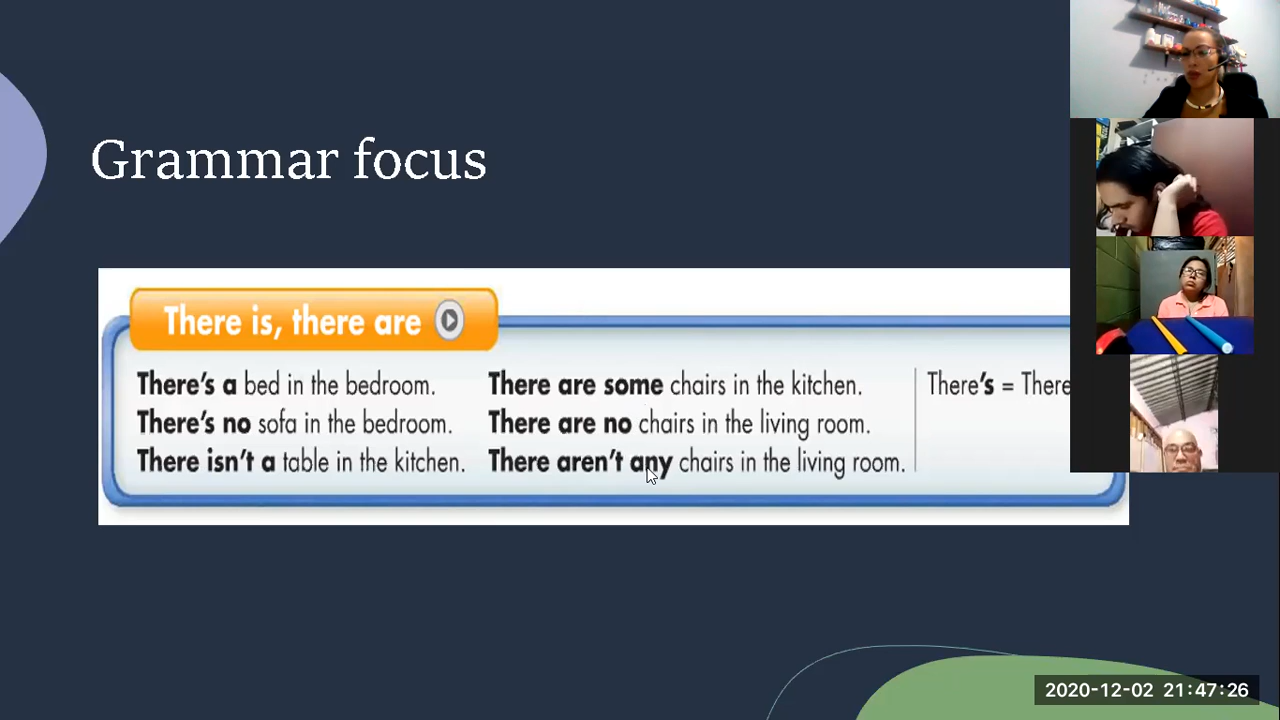 Grammar focus
There is, there are
There's a bed in the bedroom. There are some chairs in the kitchen. There's = There
There's no sofa in the bedroom. There are no chairs in the living room.
There isn't a table in the kitchen. There aren't any chairs in the living room.
2020-12-02 21:47:26